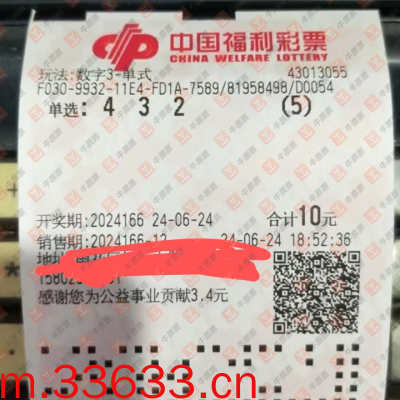 中国福利彩票
CHINA WELFARE LOTTERY
玩法:数字3-单式 43013055
F030-9932-11E4-FD1A-7589/81958498/D0054
单选: 4 3 2 (5)
开奖期:2024166 24-06-24 合计10元
销售期:2024166-12 24-06-24 18:52:36
地址:
感谢您为公益事业贡献3.4元
m.33633.cn